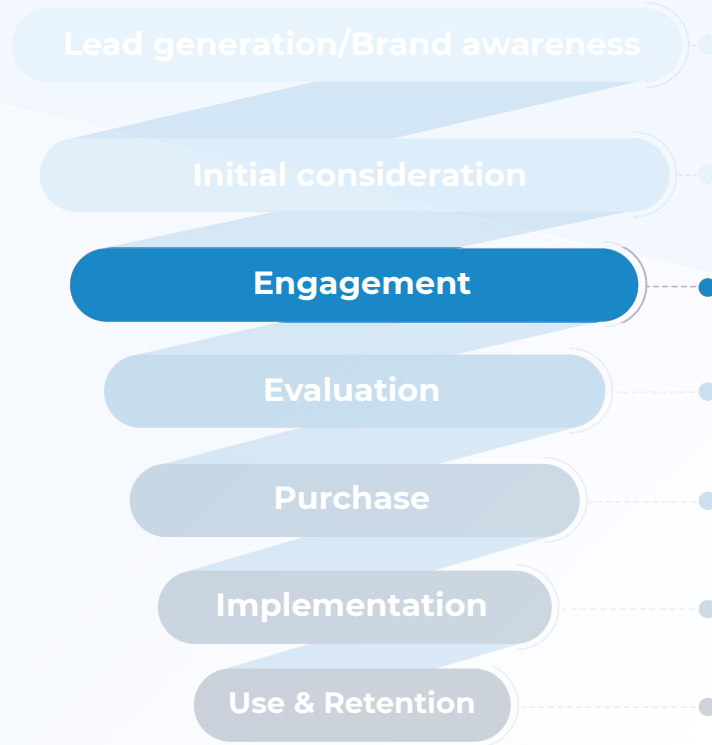 Lead generation/Brand awareness
Initial consideration
Engagement
Evaluation
Purchase
Implementation
Use & Retention